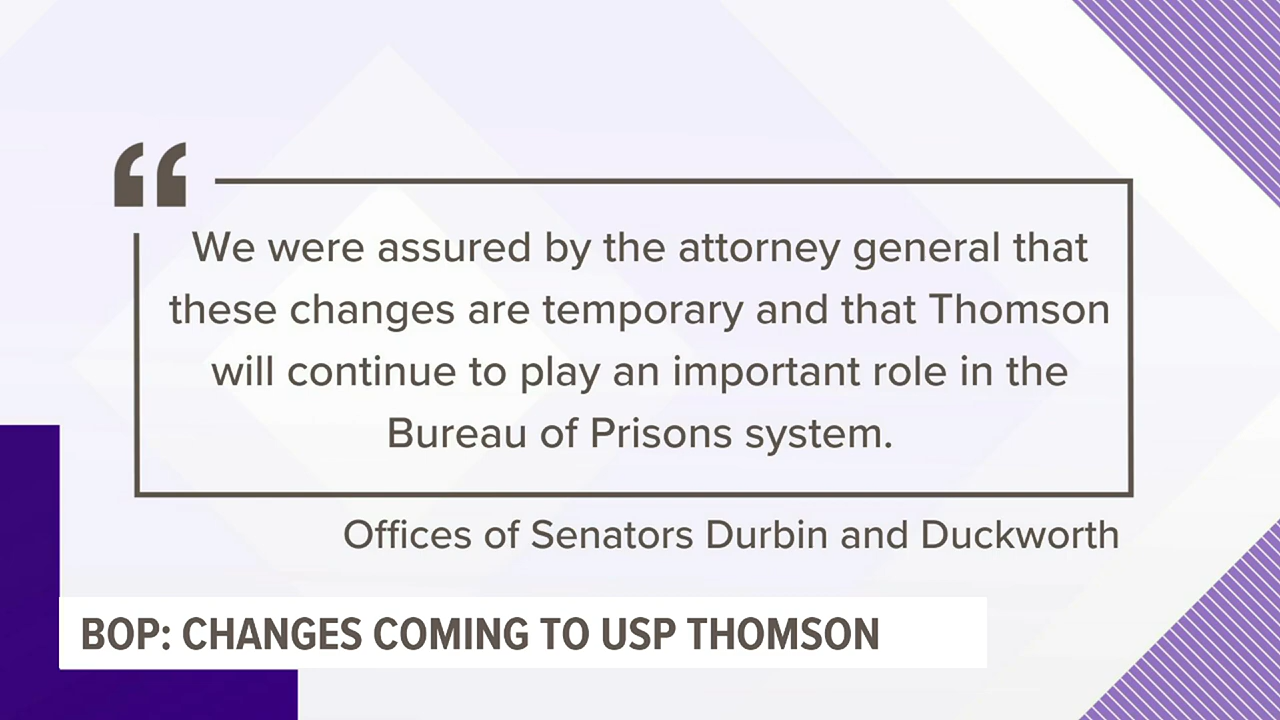 “
We were assured by the attorney general that
these changes are temporary and that Thomson
will continue to play an important role in the
Bureau of Prisons system.
Offices of Senators Durbin and Duckworth
BOP: CHANGES COMING TO USP THOMSON